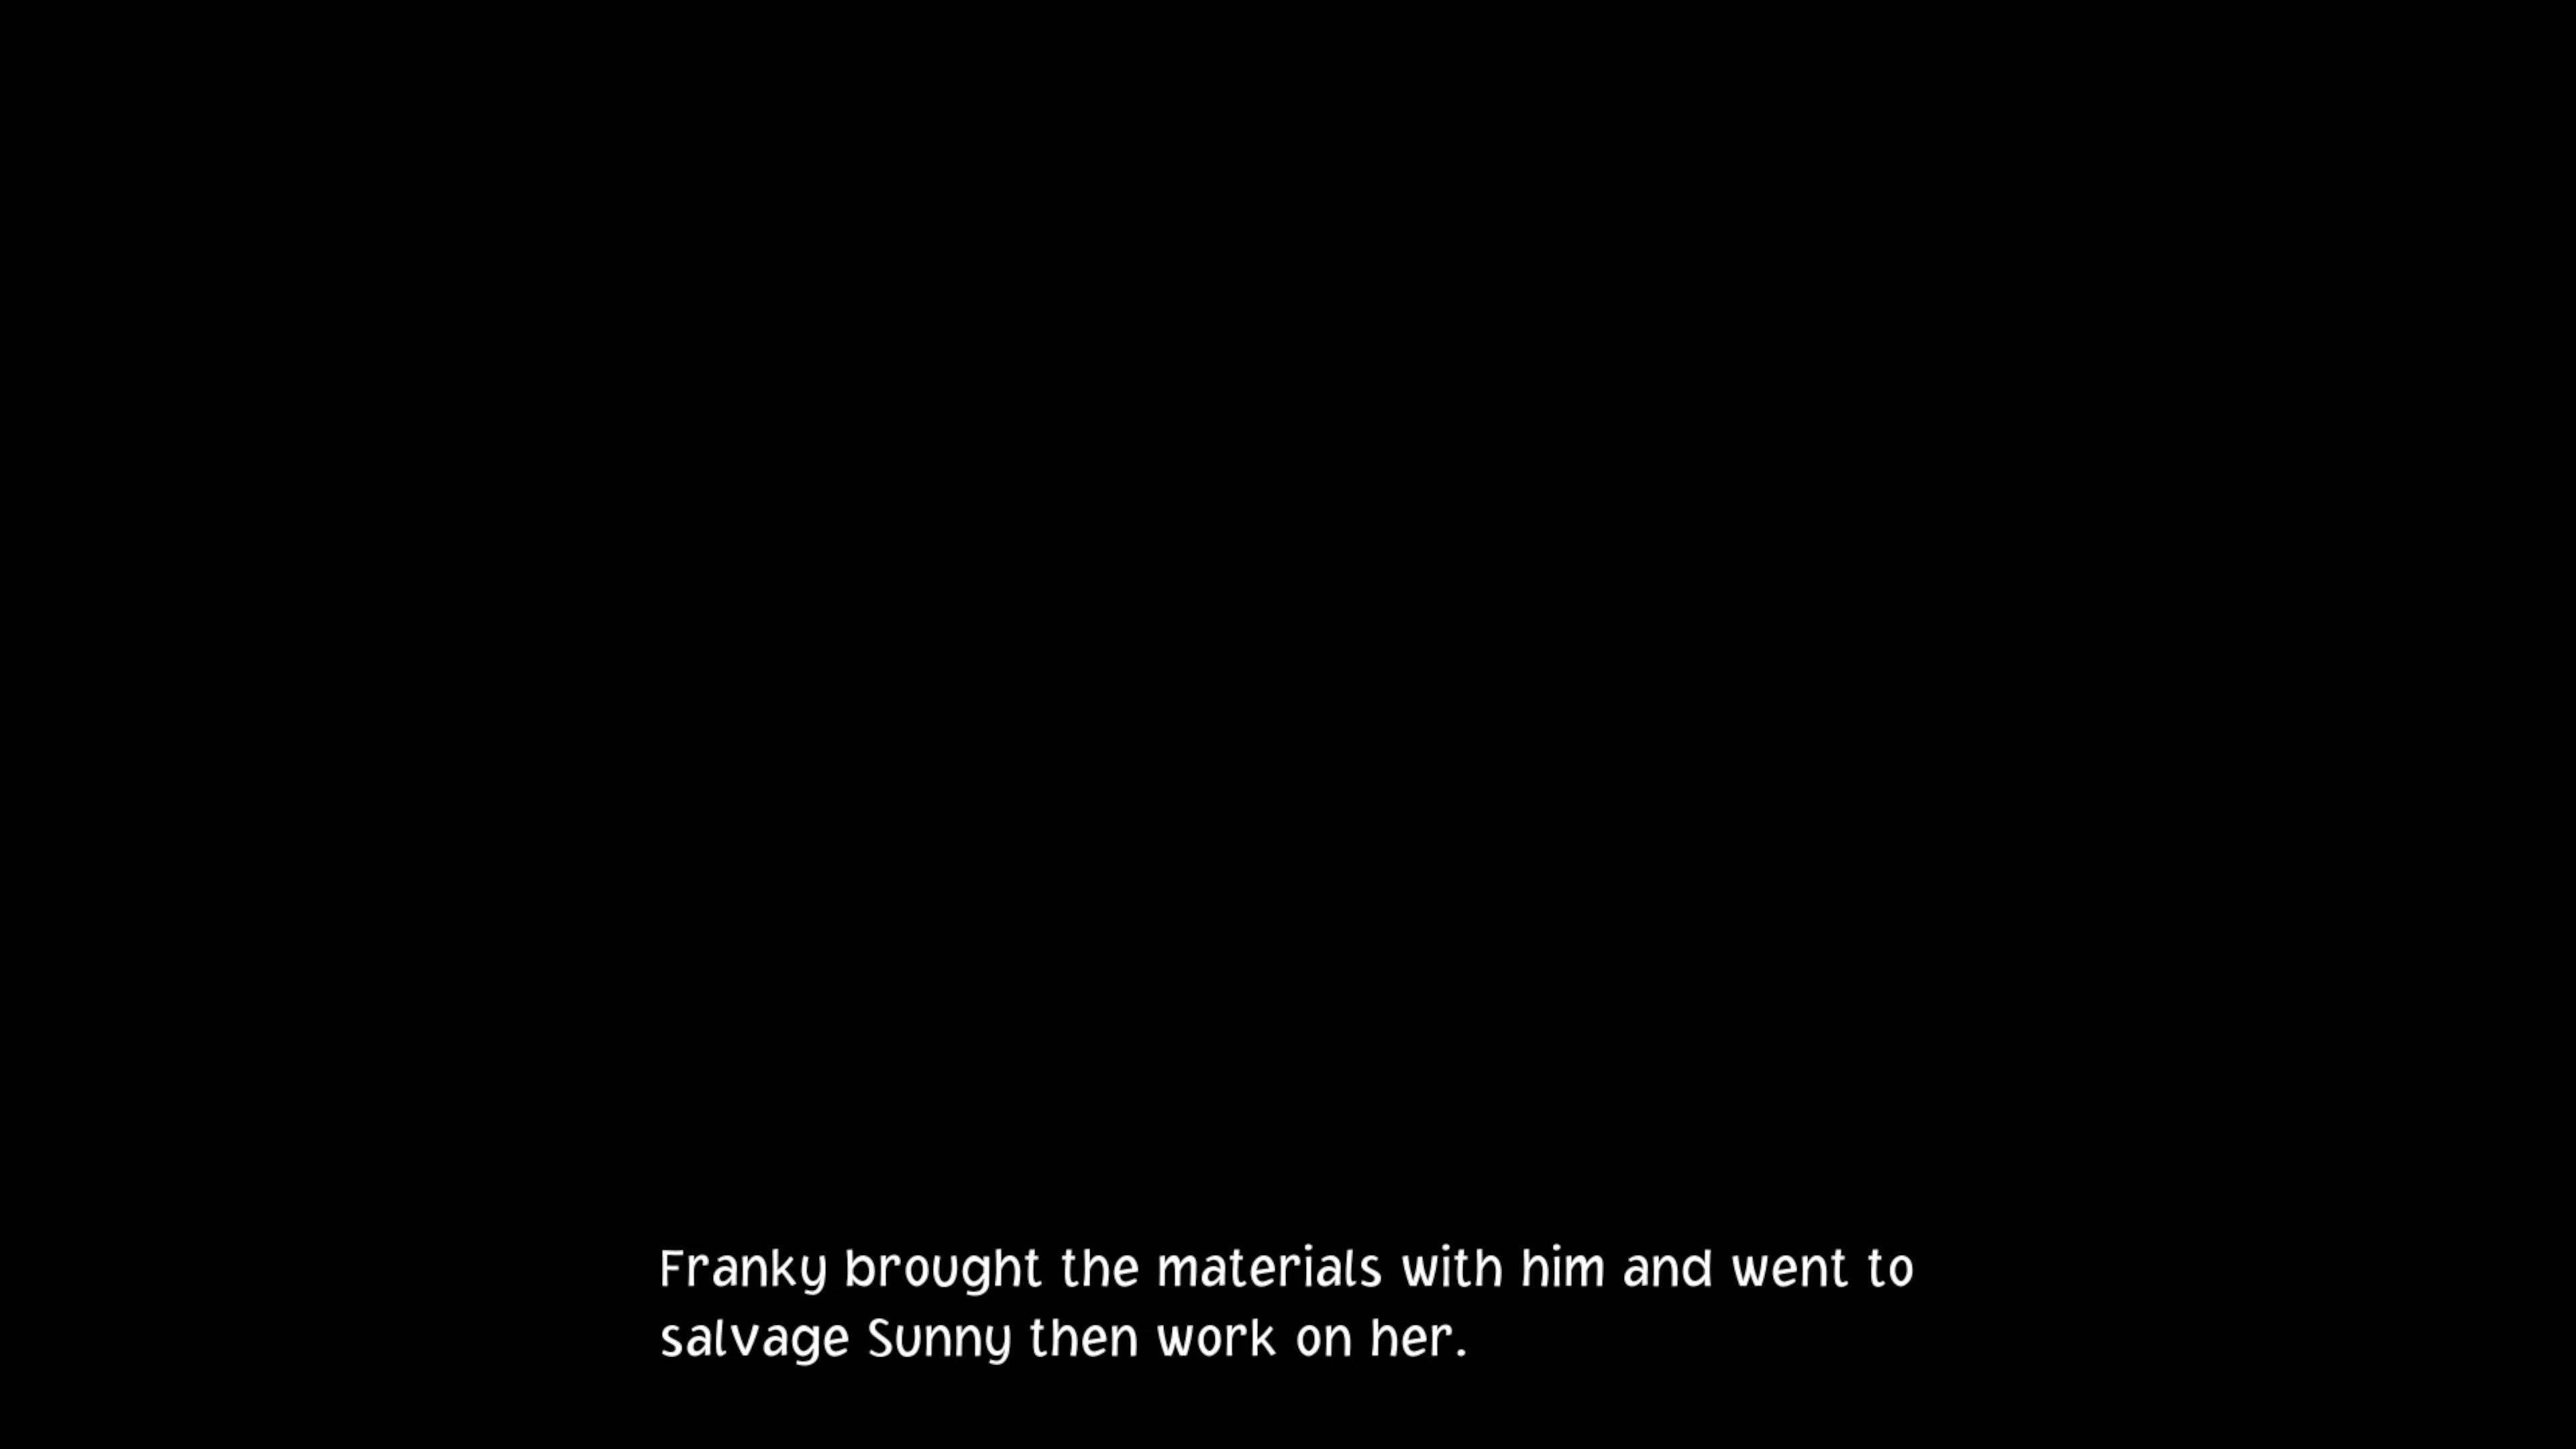 Franky brought the materials with him and went to
salvage Sunny then work on her.